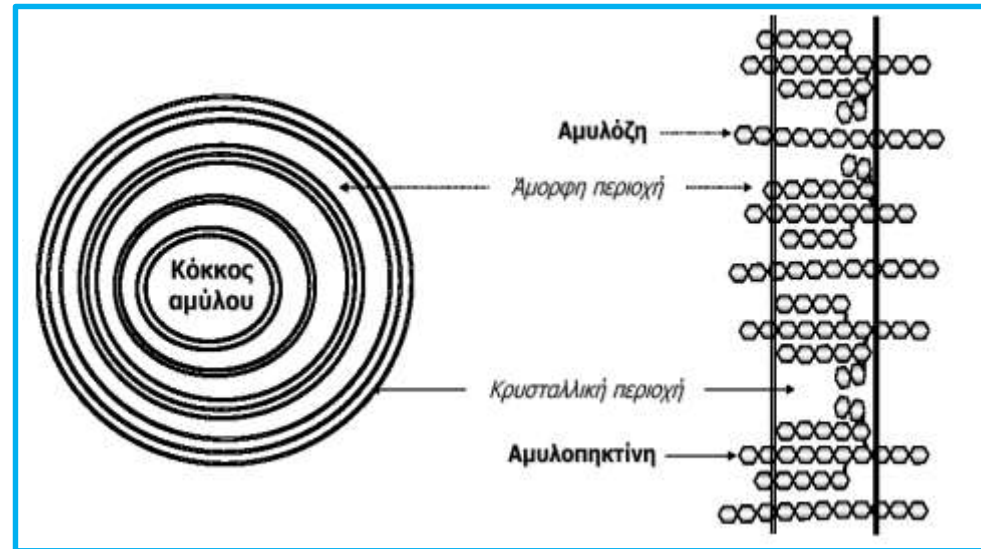 Κόκκος
αμύλου
Αμυλόζη
Άμορφη περιοχή
Κρυσταλλική περιοχή
Αμυλοπηκτίνη